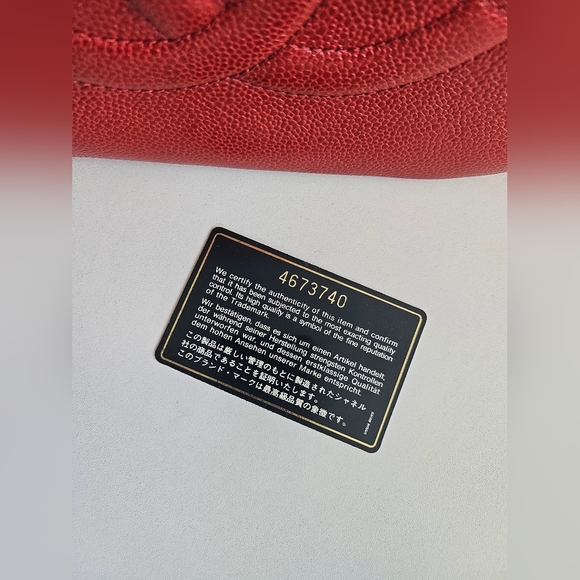 4673740
We certify the authenticity of this item and confirm
that it has been subjected to the most exacting quality
control. Its high quality is a symbol of the fine reputation
of the Trademark.
Wir bestätigen, dass es sich um einen Artikel handelt,
der während seiner Herstellung strengsten Kontrollen
unterworfen war, und dessen erstklassige Qualität
dem hohen Ansehen unserer Marke entspricht.
この製品は厳しい管理のもとに製造されたシャネル
社の商品であることを証明いたします。
このブランド・マークは最高級品質の象徴です。